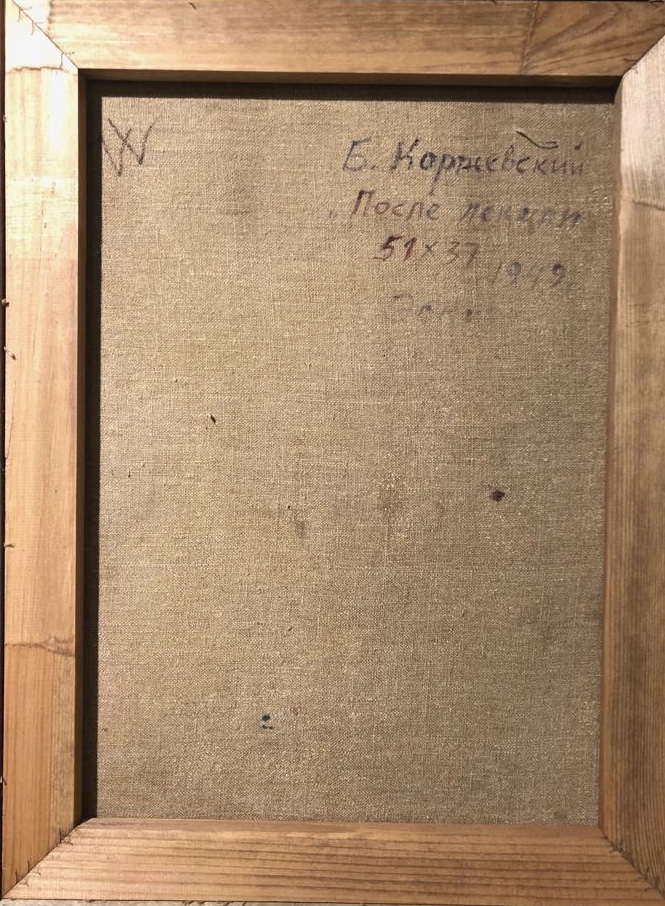 W
Б. Коржевский
"После лекции
51×37
1949